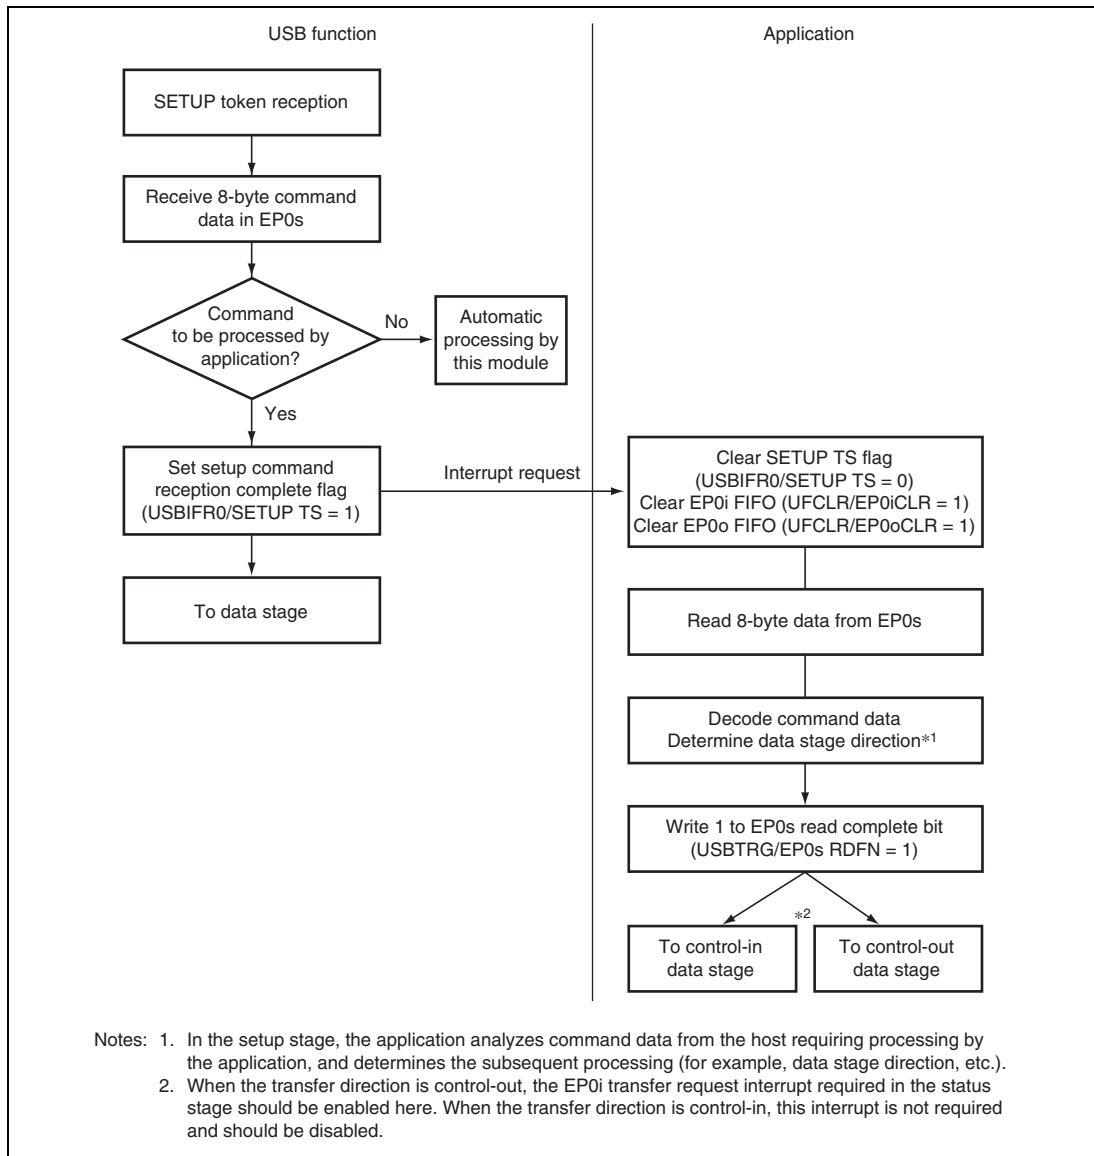 USB function
Application
SETUP token reception
Receive 8-byte command
data in EP0s
Command
to be processed by
application?
No
Automatic
processing by
this module
Yes
Set setup command
reception complete flag
(USBIFR0/SETUP TS = 1)
Interrupt request
To data stage
Clear SETUP TS flag
(USBIFR0/SETUP TS = 0)
Clear EP0i FIFO (UFCLR/EP0iCLR = 1)
Clear EP0o FIFO (UFCLR/EP0oCLR = 1)
Read 8-byte data from EP0s
Decode command data
Determine data stage direction*1
Write 1 to EP0s read complete bit
(USBTRG/EP0s RDFN = 1)
*2
To control-in
data stage
To control-out
data stage
Notes: 1. In the setup stage, the application analyzes command data from the host requiring processing by
the application, and determines the subsequent processing (for example, data stage direction, etc.).
2. When the transfer direction is control-out, the EP0i transfer request interrupt required in the status
stage should be enabled here. When the transfer direction is control-in, this interrupt is not required
and should be disabled.